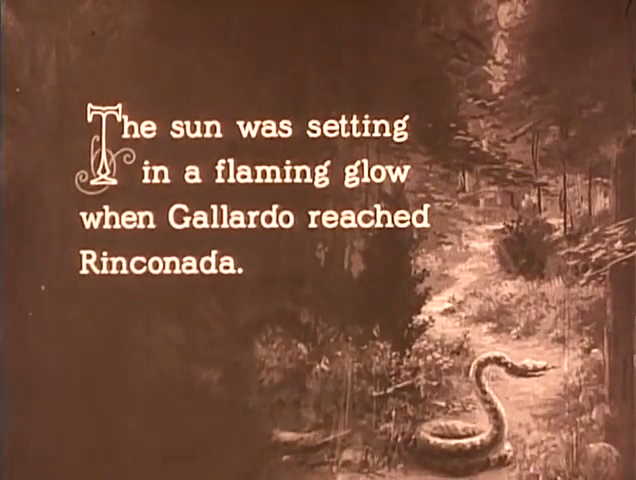 The sun was setting
in a flaming glow
when Gallardo reached
Rinconada.